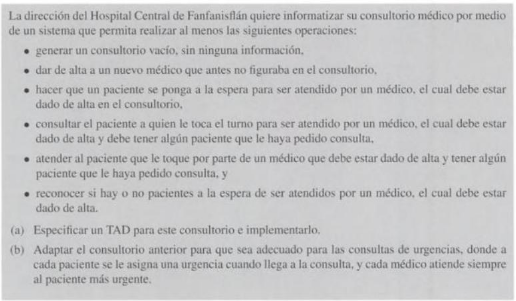 La dirección del Hospital Central de Fanfanisflán quiere informatizar su consultorio médico por medio
de un sistema que permita realizar al menos las siguientes operaciones:
• generar un consultorio vacío, sin ninguna información,
• dar de alta a un nuevo médico que antes no figuraba en el consultorio,
• hacer que un paciente se ponga a la espera para ser atendido por un médico, el cual debe estar
dado de alta en el consultorio,
• consultar el paciente a quien le toca el turno para ser atendido por un médico, el cual debe estar
dado de alta y debe tener algún paciente que le haya pedido consulta,
• atender al paciente que le toque por parte de un médico que debe estar dado de alta y tener algún
paciente que le haya pedido consulta, y
• reconocer si hay o no pacientes a la espera de ser atendidos por un médico, el cual debe estar
dado de alta.
(a) Especificar un TAD para este consultorio e implementarlo.
(b) Adaptar el consultorio anterior para que sea adecuado para las consultas de urgencias, donde a
cada paciente se le asigna una urgencia cuando llega a la consulta, y cada médico atiende siempre
al paciente más urgente.